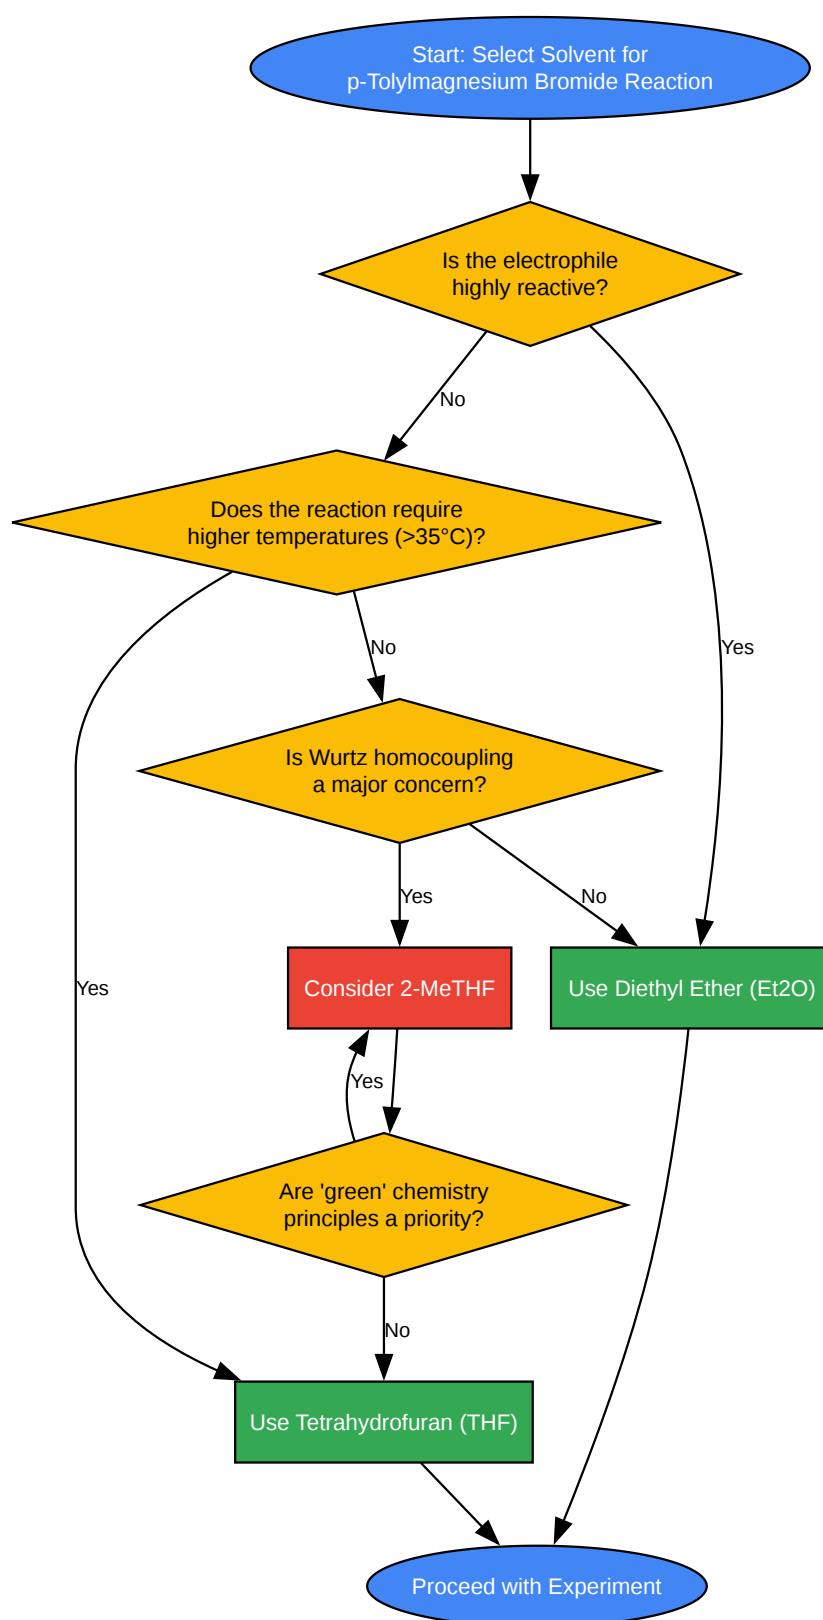 Start: Select Solvent for
p-Tolylmagnesium Bromide Reaction
Is the electrophile
highly reactive?
No
Does the reaction require
higher temperatures (>35°C)?
No
Yes
Is Wurtz homocoupling
a major concern?
Yes
No
Yes
Consider 2-MeTHF
Use Diethyl Ether (Et2O)
Yes
Are 'green' chemistry
principles a priority?
No
Use Tetrahydrofuran (THF)
Proceed with Experiment